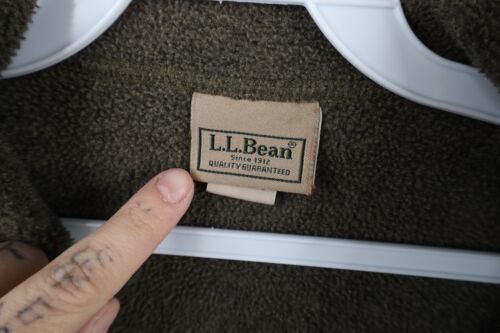 L.L.Bean®
Since 1912
QUALITY GUARANTEED